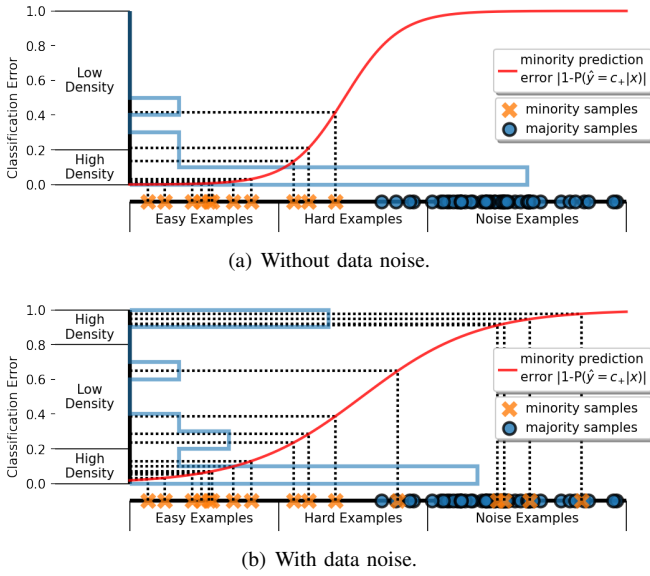 1.0
0.8
0.6
0.4
0.2
0.0
Classification Error
Low
Density
High
Density
minority prediction
error |1-P(ŷ = c₊|x)|
minority samples
majority samples
Easy Examples
Hard Examples
Noise Examples
(a) Without data noise.
1.0
0.8
0.6
0.4
0.2
0.0
Classification Error
High
Density
Low
Density
High
Density
minority prediction
error |1-P(ŷ = c₊|x)|
minority samples
majority samples
Easy Examples
Hard Examples
Noise Examples
(b) With data noise.